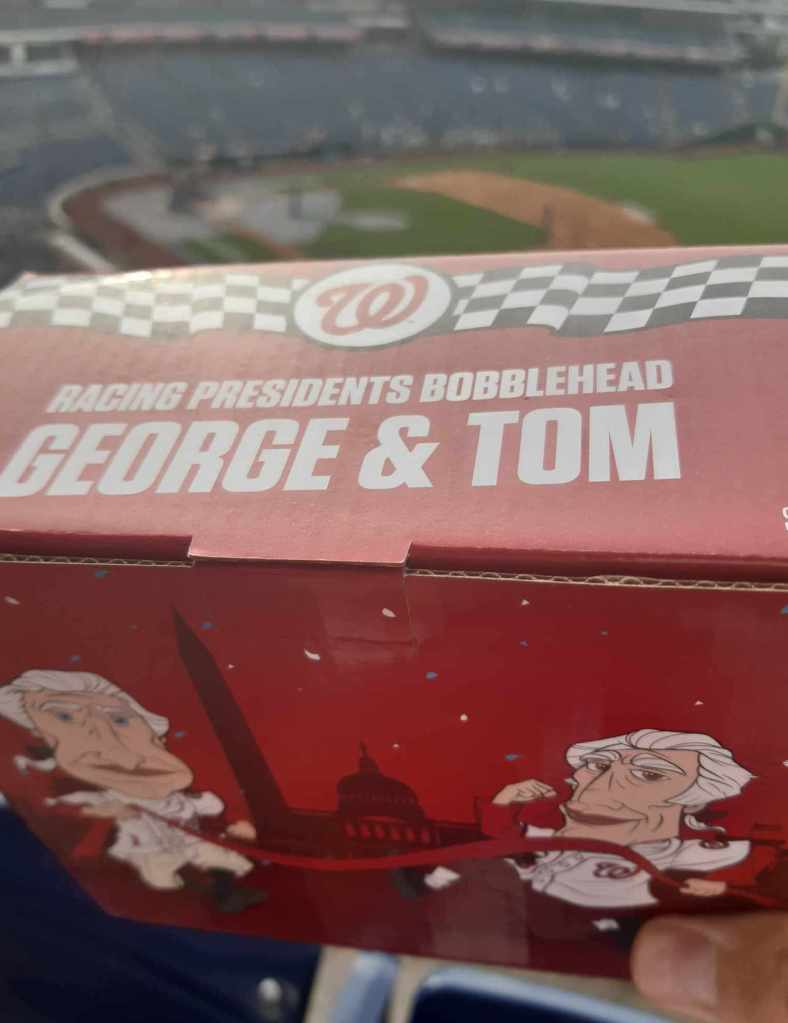 W
RACING PRESIDENTS BOBBLEHEAD
GEORGE & TOM
W